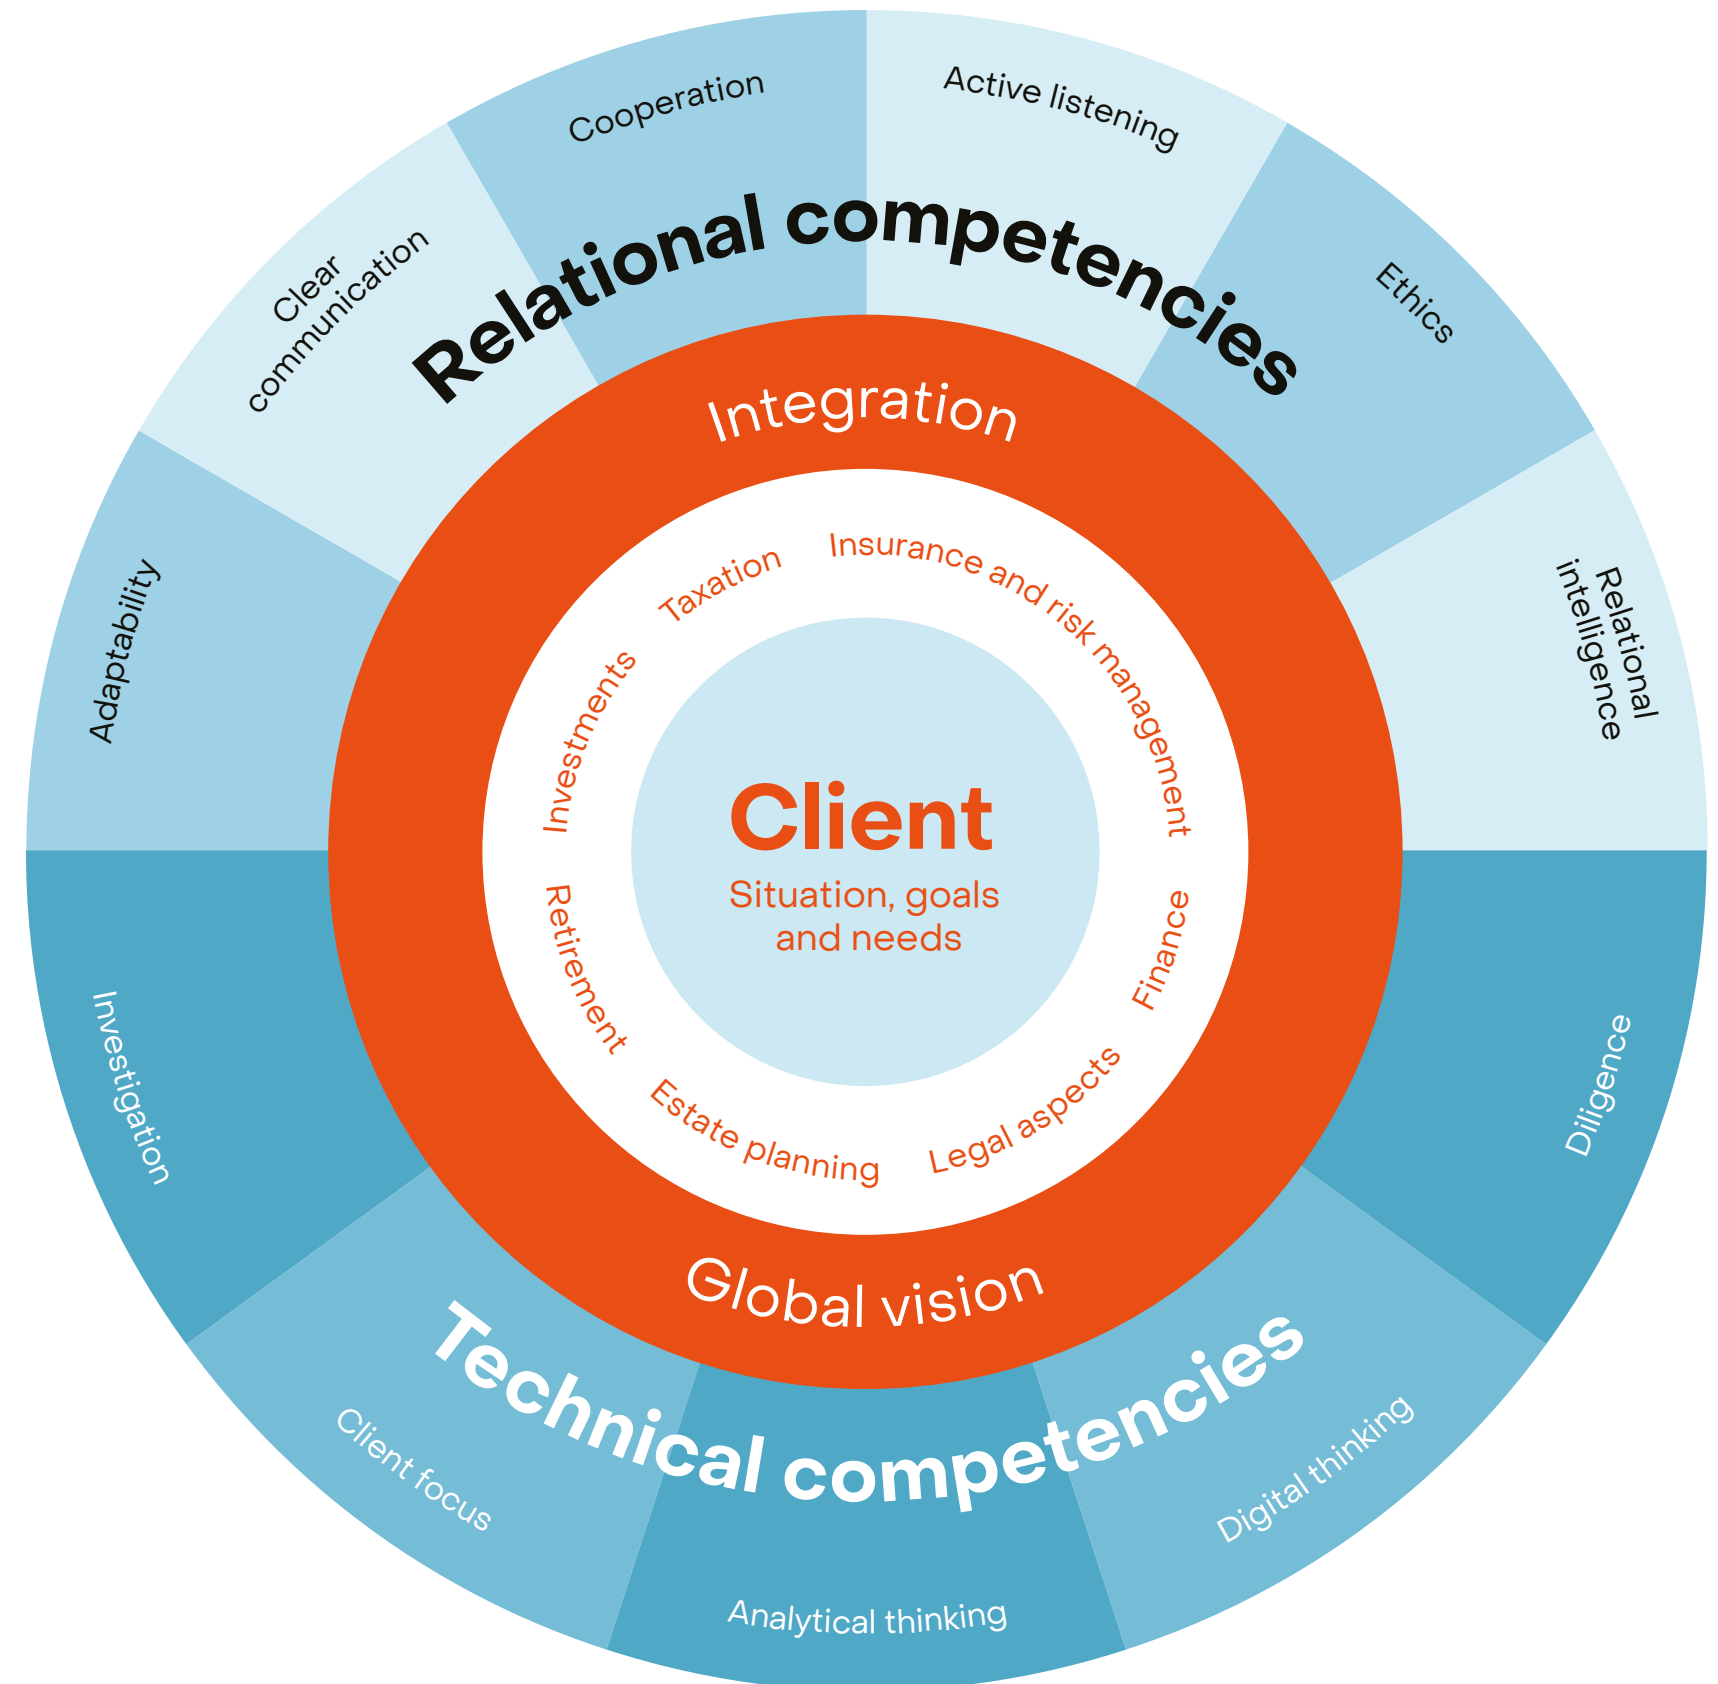 Relational competencies
Adaptability
Clear
communication
Cooperation
Active listening
Ethics
Relational
intelligence
Integration
Investments
Taxation
Insurance and risk management
Finance
Legal aspects
Estate planning
Retirement
Client
Situation, goals
and needs
Global vision
Technical competencies
Investigation
Client focus
Analytical thinking
Digital thinking
Diligence